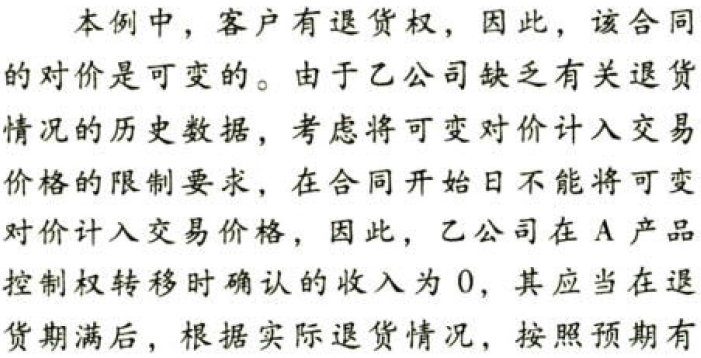 本例中，客户有退货权，因此，该合同
的对价是可变的。由于乙公司缺乏有关退货
情况的历史数据，考虑将可变对价计入交易
价格的限制要求，在合同开始日不能将可变
对价计入交易价格，因此，乙公司在 A 产品
控制权转移时确认的收入为 0，其应当在退
货期满后，根据实际退货情况，按照预期有